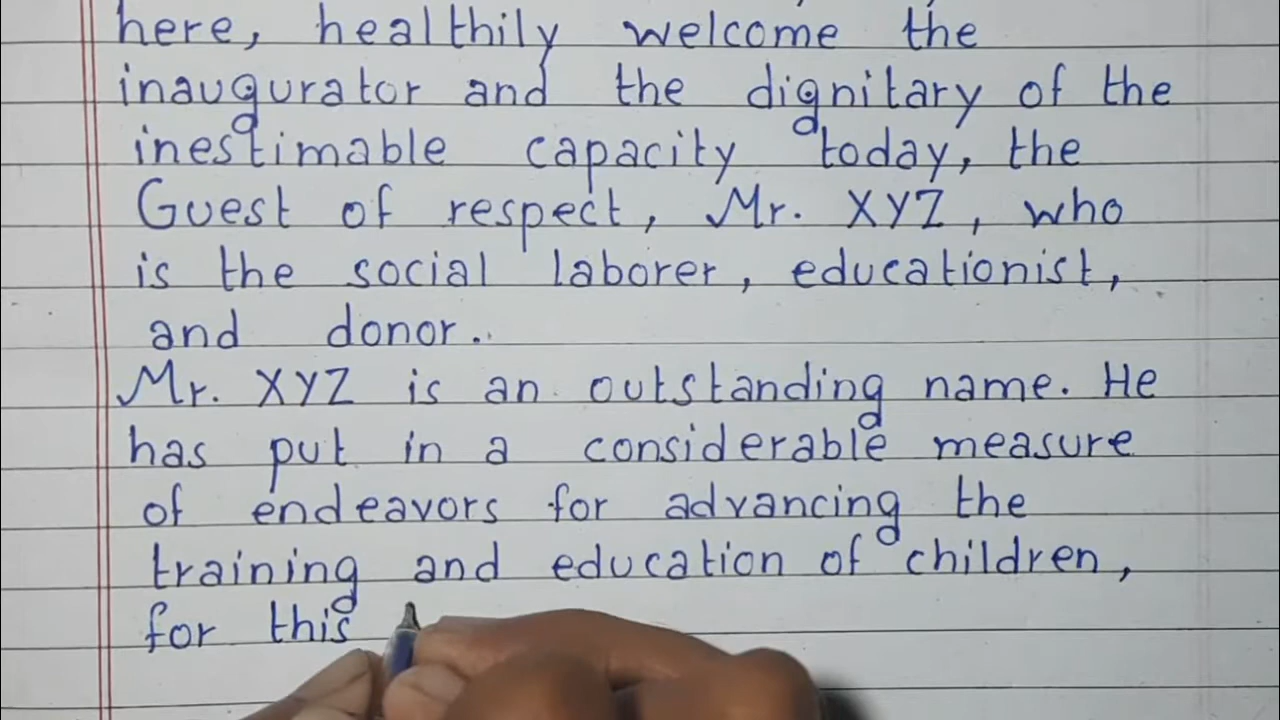 here, healthily welcome the
inaugurator and the dignitary of the
inestimable capacity today, the
Guest of respect, Mr. XYZ, who
is the social laborer, educationist,
and donor..
Mr. XYZ is an outstanding name. He
has put in a considerable measure
of endeavors for advancing the
training and education of children,
for this